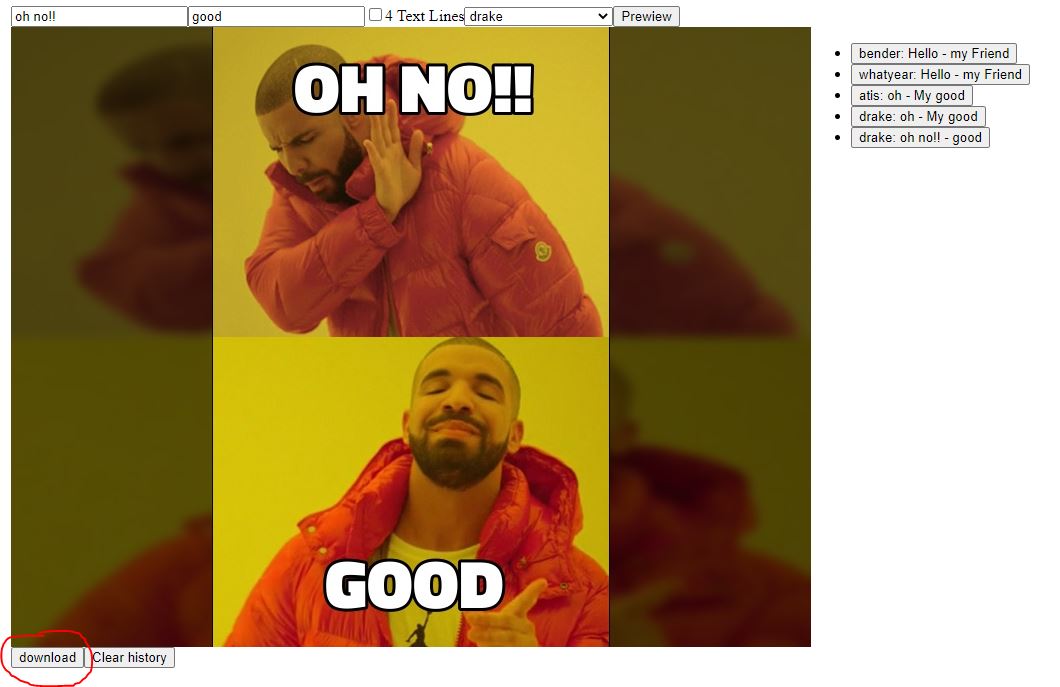 oh no!! good 4 Text Lines drake Prewiew
OH NO!!
GOOD
bender: Hello - my Friend
whatyear: Hello - my Friend
atis: oh - My good
drake: oh - My good
drake: oh no!! - good
download Clear history